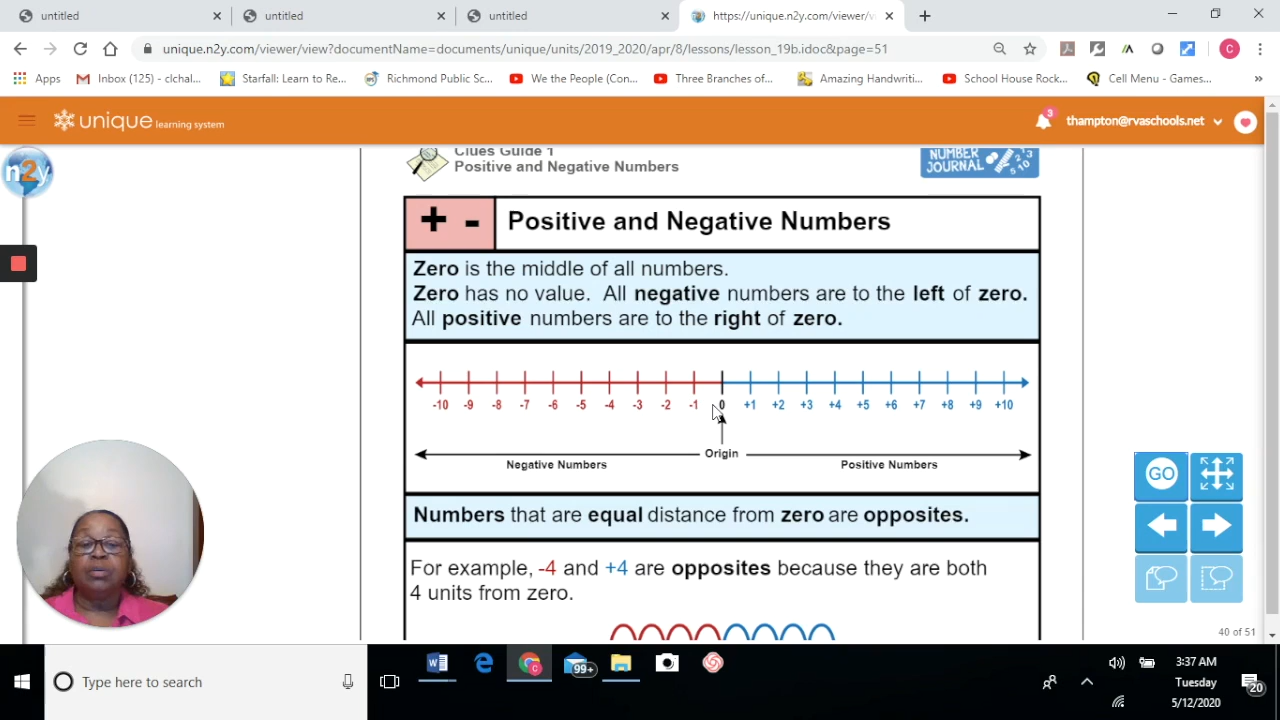 untitled
untitled
untitled
https://unique.n2y.com/viewer/v
unique.n2y.com/viewer/view?documentName=documents/unique/units/2019_2020/apr/8/lessons/lesson_19b.idoc&page=51
C
Apps
Inbox (125) - clchal...
Starfall: Learn to Re...
Richmond Public Sc...
We the People (Con...
Three Branches of...
Amazing Handwriti...
School House Rock...
Cell Menu - Games...
»
unique learning system
3
thampton@rvaschools.net
n2y
Clues Guide 1
Positive and Negative Numbers
NUMBER
JOURNAL
+ -
Positive and Negative Numbers
Zero is the middle of all numbers.
Zero has no value. All negative numbers are to the left of zero.
All positive numbers are to the right of zero.
-10 -9 -8 -7 -6 -5 -4 -3 -2 -1 0 +1 +2 +3 +4 +5 +6 +7 +8 +9 +10
Origin
Negative Numbers Positive Numbers
Numbers that are equal distance from zero are opposites.
For example, -4 and +4 are opposites because they are both
4 units from zero.
GO
40 of 51
Type here to search
99+
3:37 AM
Tuesday
5/12/2020
20